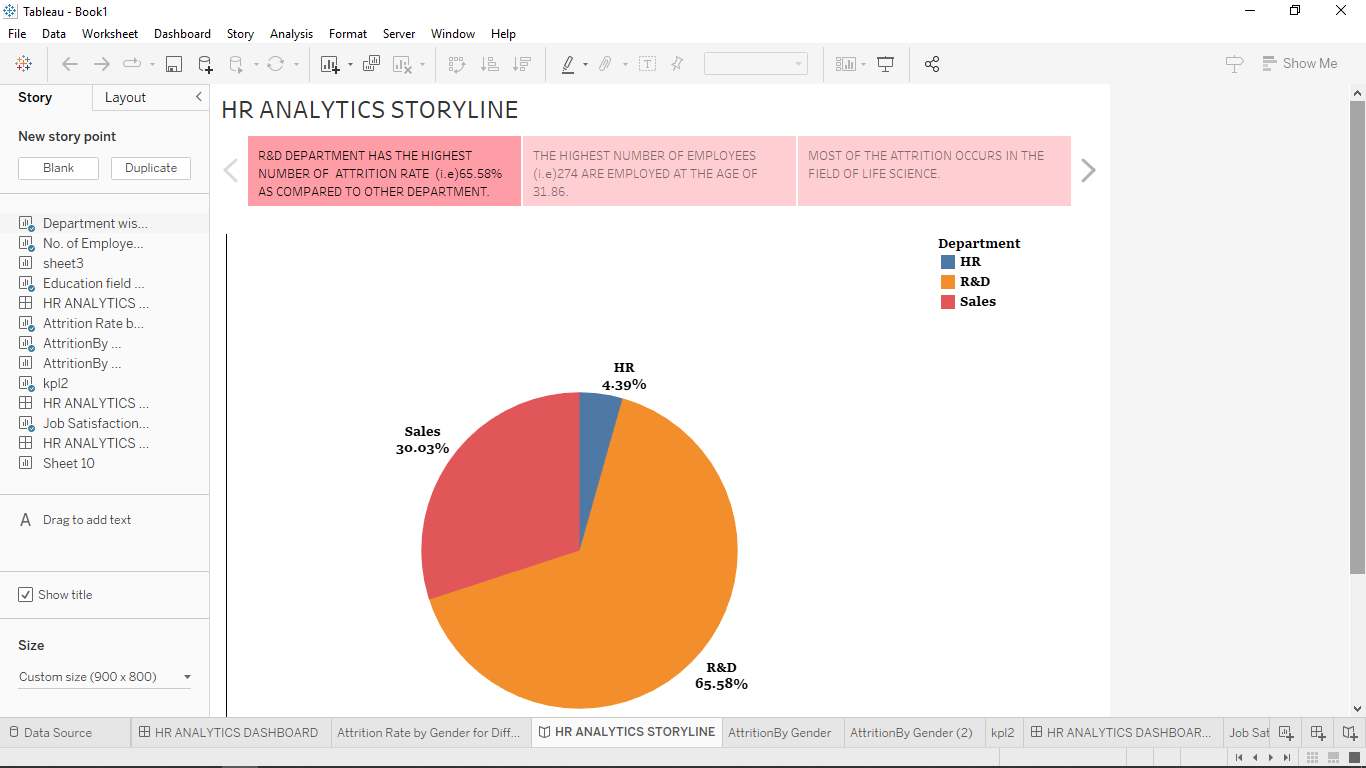 Tableau - Book1
File Data Worksheet Dashboard Story Analysis Format Server Window Help
Show Me
Story Layout
New story point
Blank Duplicate
Department wis...
No. of Employe...
sheet3
Education field ...
HR ANALYTICS ...
Attrition Rate b...
AttritionBy ...
AttritionBy ...
kpl2
HR ANALYTICS ...
Job Satisfaction...
HR ANALYTICS ...
Sheet 10
A Drag to add text
Show title
Size
Custom size (900 x 800)
HR ANALYTICS STORYLINE
R&D DEPARTMENT HAS THE HIGHEST
NUMBER OF ATTRITION RATE (i.e)65.58%
AS COMPARED TO OTHER DEPARTMENT.
THE HIGHEST NUMBER OF EMPLOYEES
(i.e)274 ARE EMPLOYED AT THE AGE OF
31.86.
MOST OF THE ATTRITION OCCURS IN THE
FIELD OF LIFE SCIENCE.
Department
HR
R&D
Sales
HR
4.39%
Sales
30.03%
R&D
65.58%
Data Source HR ANALYTICS DASHBOARD Attrition Rate by Gender for Diff... HR ANALYTICS STORYLINE AttritionBy Gender AttritionBy Gender (2) kpl2 HR ANALYTICS DASHBOAR... Job Sat